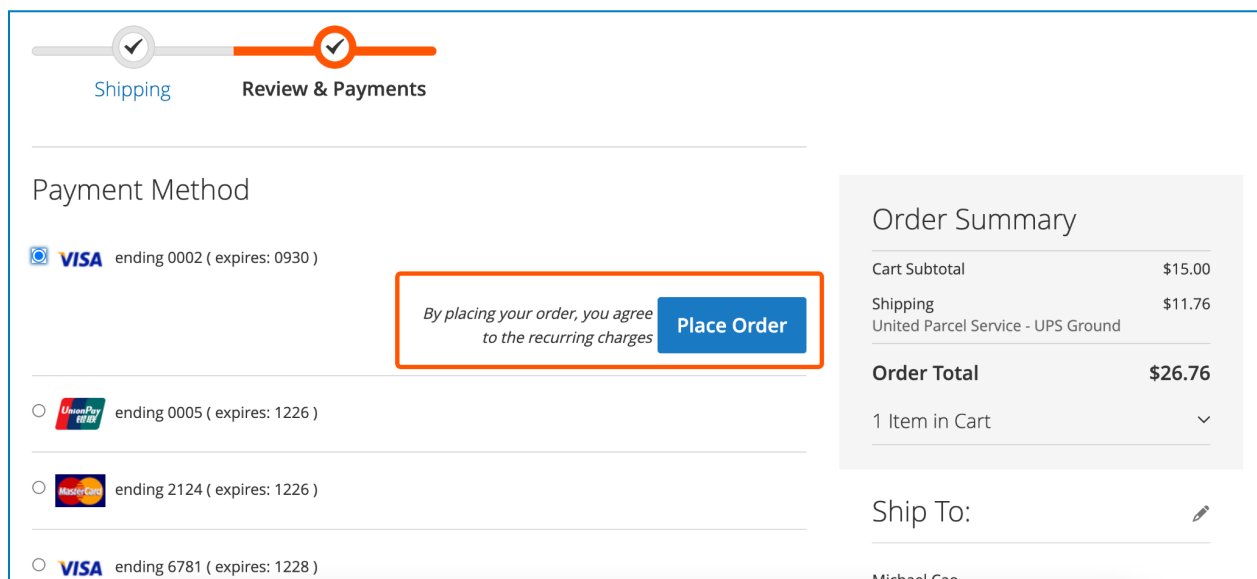 Shipping
Review & Payments
Payment Method
VISA ending 0002 ( expires: 0930 )
By placing your order, you agree
to the recurring charges
Place Order
UnionPay
银联
ending 0005 ( expires: 1226 )
MasterCard ending 2124 ( expires: 1226 )
VISA ending 6781 ( expires: 1228 )
Order Summary
Cart Subtotal $15.00
Shipping $11.76
United Parcel Service - UPS Ground
Order Total $26.76
1 Item in Cart
Ship To: